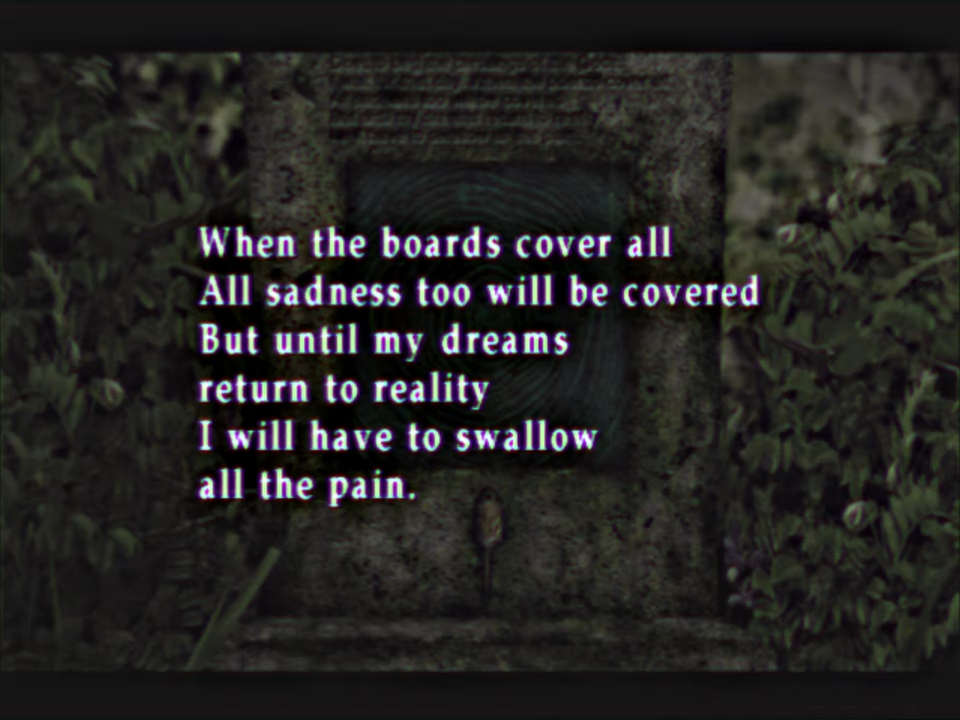 When the boards cover all
All sadness too will be covered
But until my dreams
return to reality
I will have to swallow
all the pain.